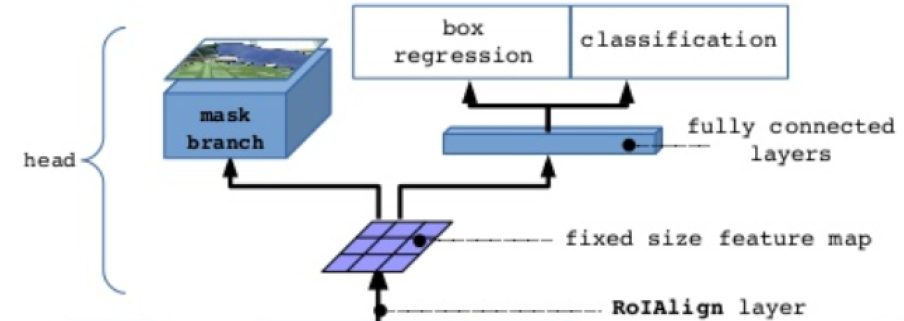 box
regression
classification
mask
branch
fully connected
layers
head
fixed size feature map
RoIAlign layer